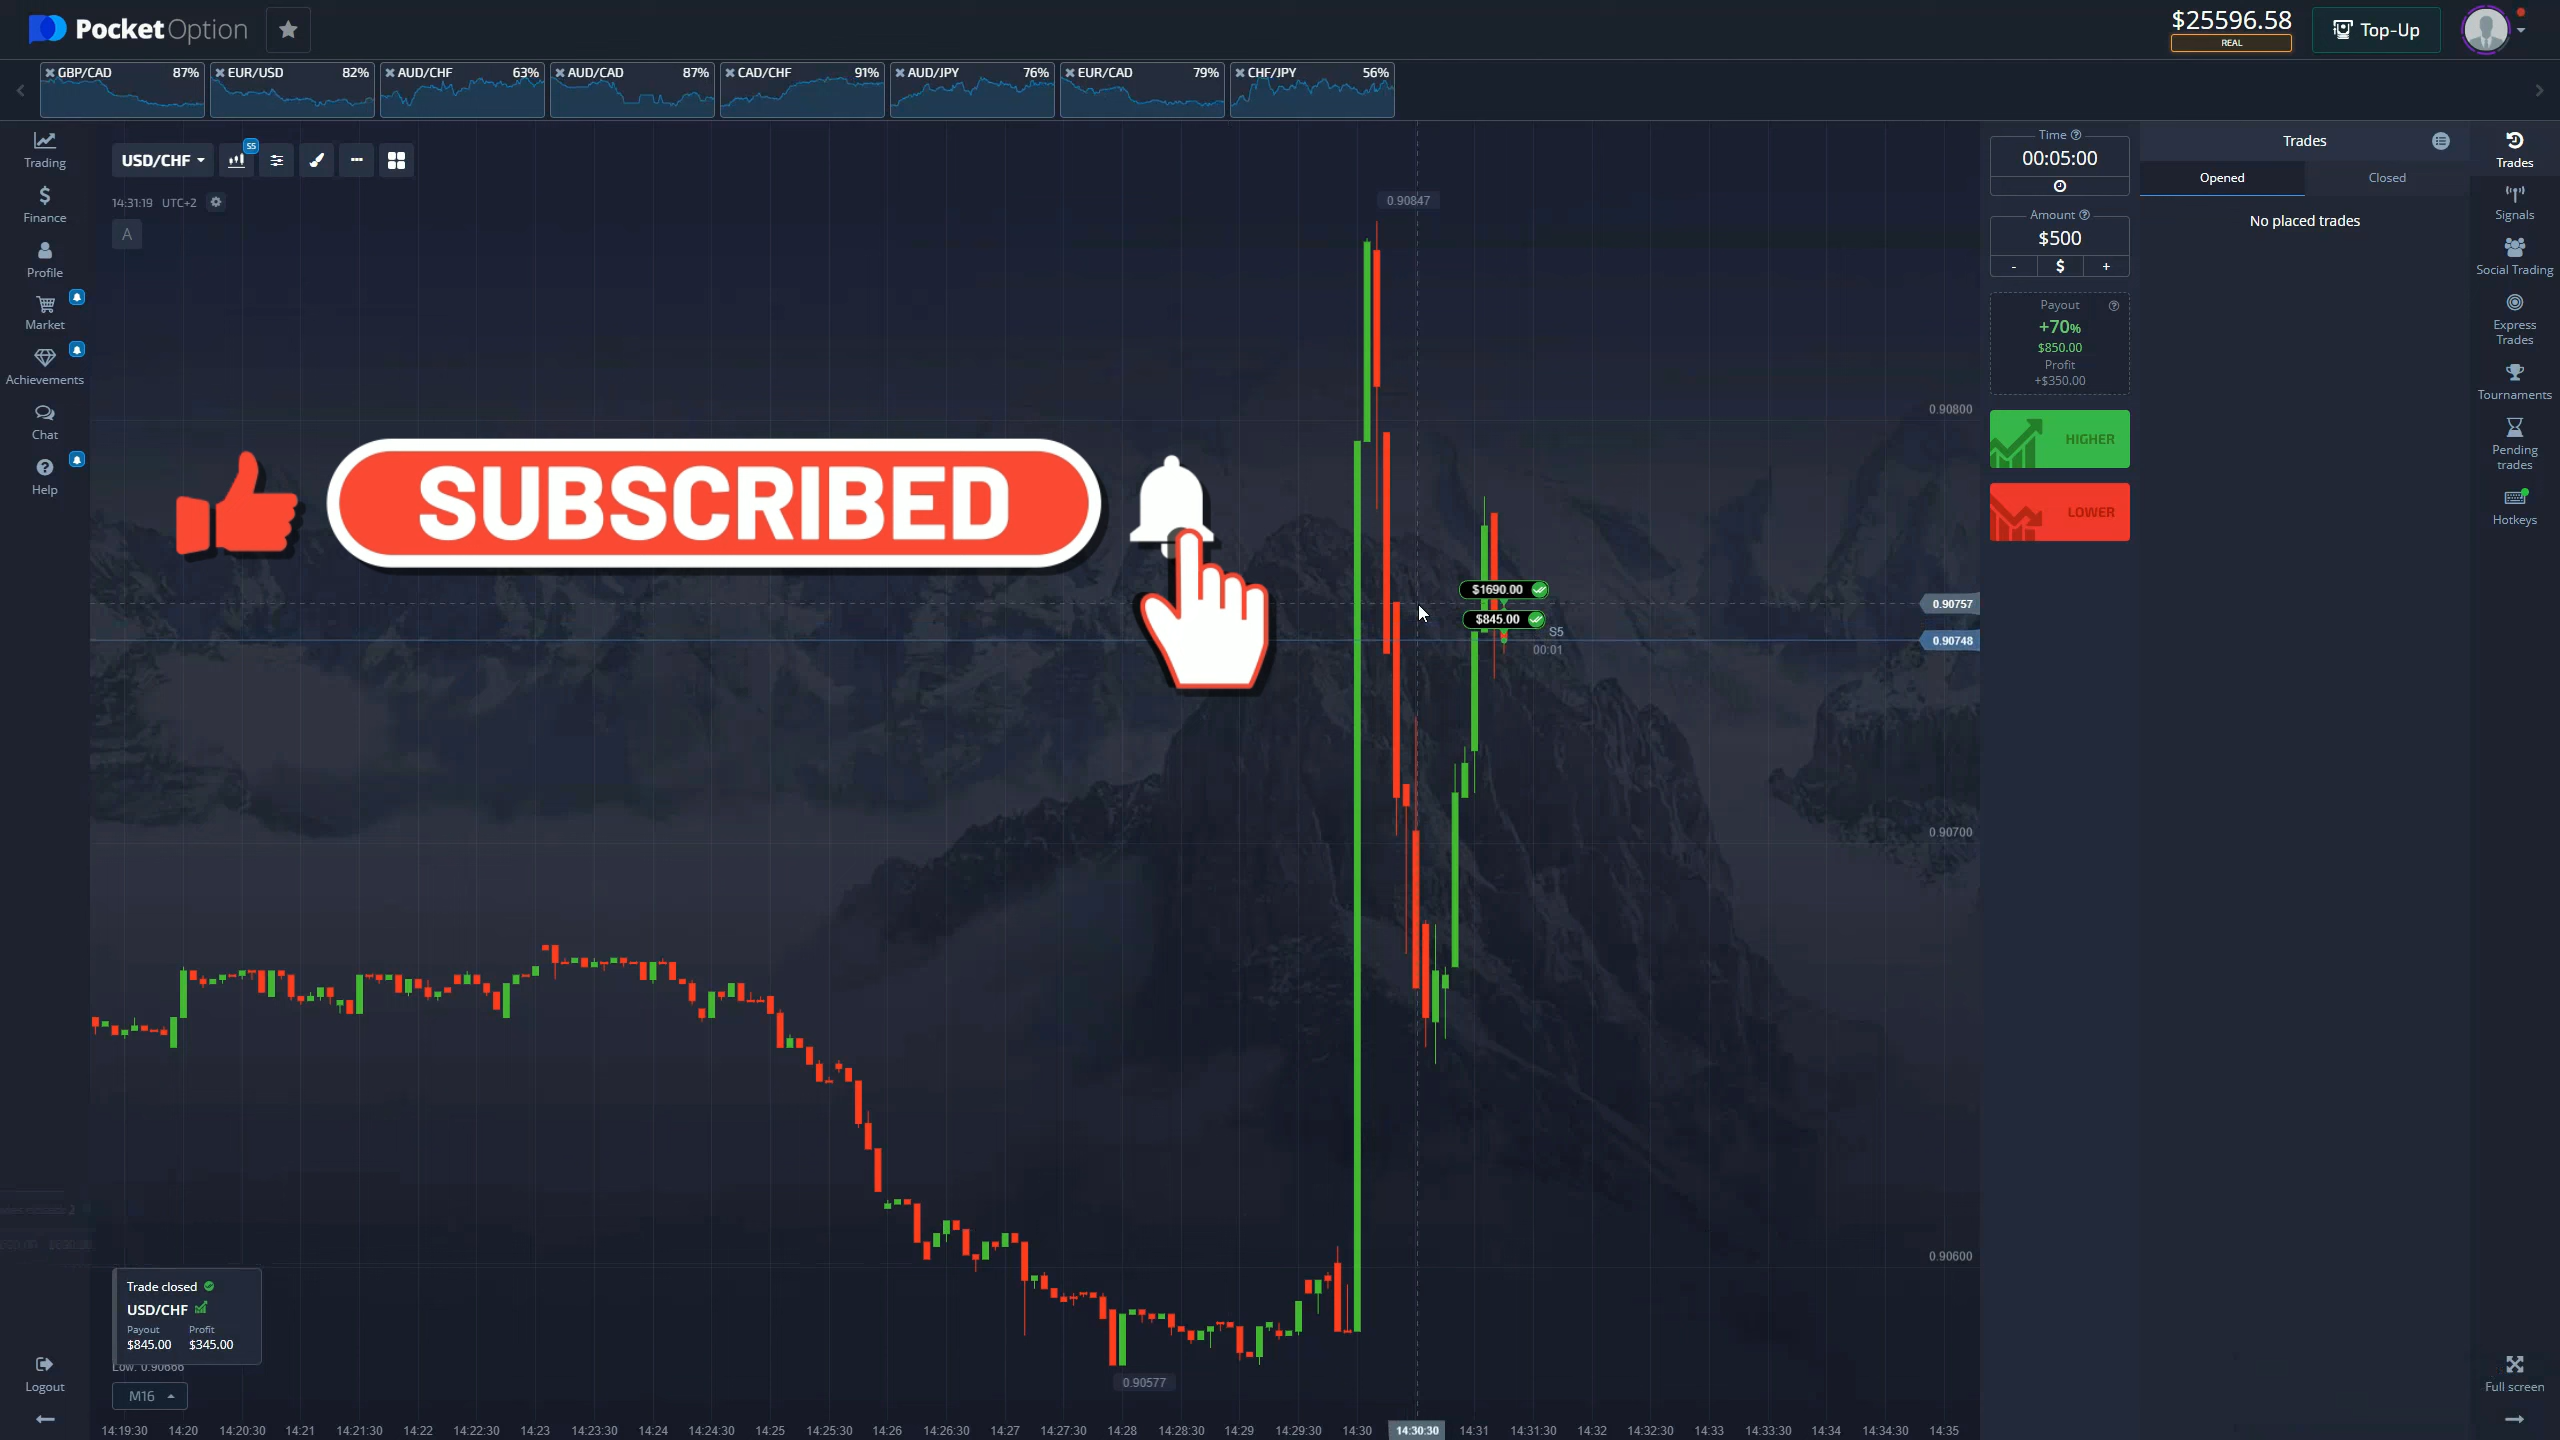 PocketOption
$25596.58
REAL
Top-Up
GBP/CAD 87%
EUR/USD 82%
AUD/CHF 63%
AUD/CAD 87%
CAD/CHF 91%
AUD/JPY 76%
EUR/CAD 79%
CHF/JPY 56%
Trading
Finance
Profile
Market
Achievements
Chat
Help
Logout
USD/CHF
S5
14:31:19 UTC+2
A
0.90847
SUBSCRIBED
$1690.00
$845.00
S5
00:01
0.90800
0.90757
0.90748
0.90700
0.90600
0.90577
Trade closed
USD/CHF
Payout Profit
$845.00 $345.00
Low: 0.90666
M16
14:19:30 14:20 14:20:30 14:21 14:21:30 14:22 14:22:30 14:23 14:23:30 14:24 14:24:30 14:25 14:25:30 14:26 14:26:30 14:27 14:27:30 14:28 14:28:30 14:29 14:29:30 14:30 14:30:30 14:31 14:31:30 14:32 14:32:30 14:33 14:33:30 14:34 14:34:30 14:35
Time
00:05:00
Amount
$500
- $ +
Payout
+70%
$850.00
Profit
+$350.00
HIGHER
LOWER
Trades
Opened Closed
No placed trades
Trades
Signals
Social Trading
Express
Trades
Tournaments
Pending
trades
Hotkeys
Full screen